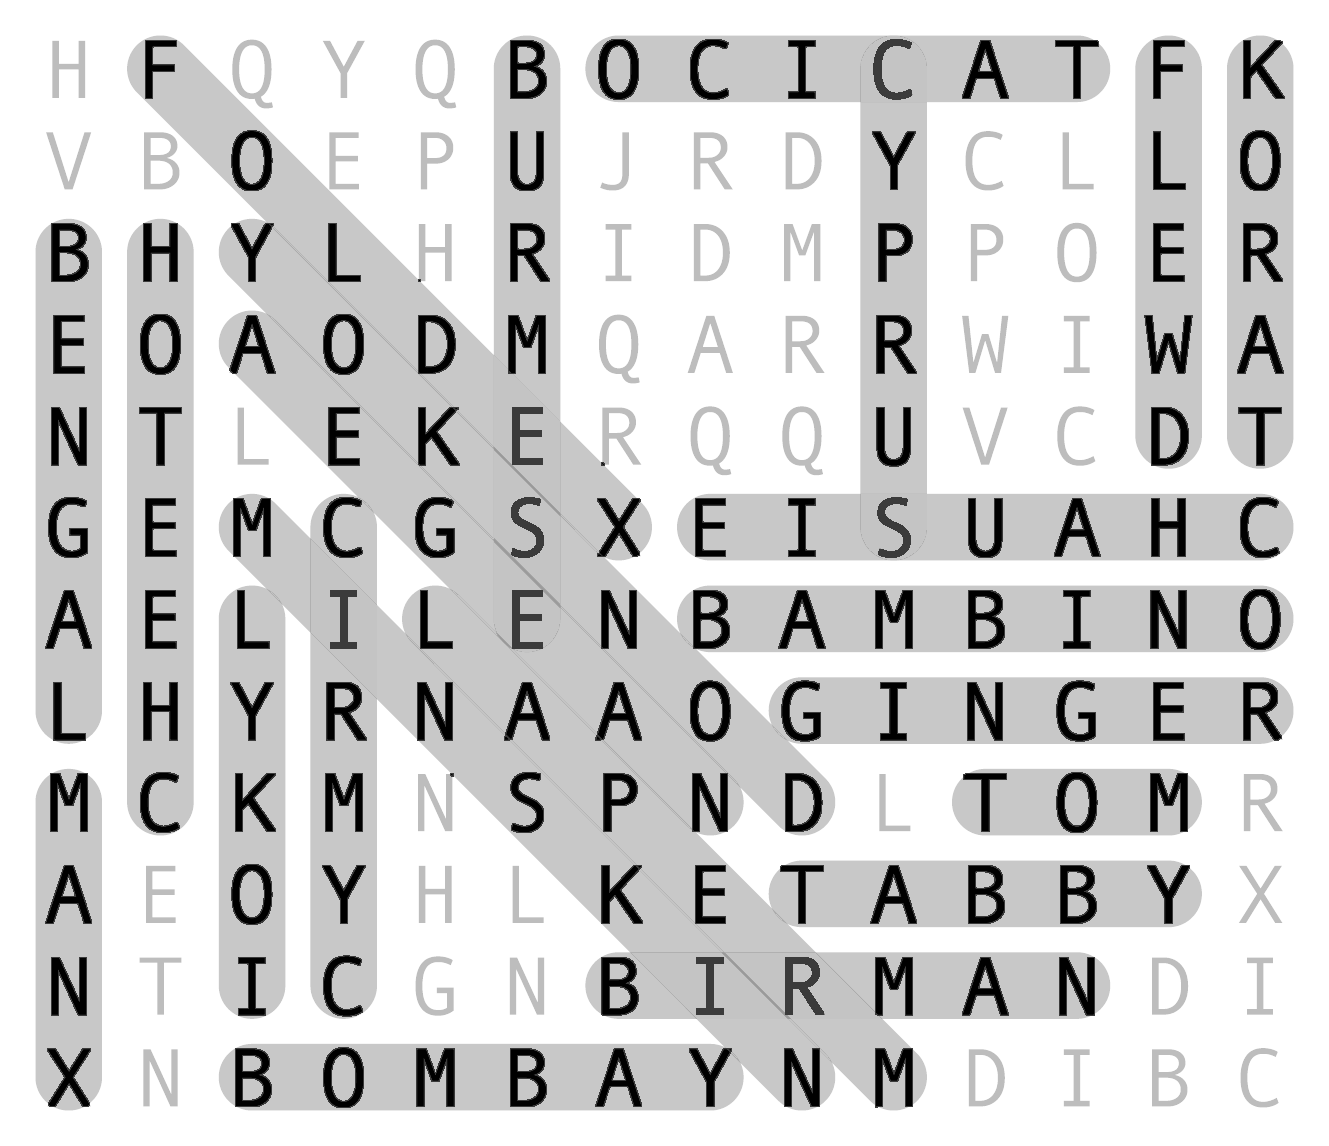 H F Q Y Q B O C I C A T F K
V B O E P U J R D Y C L L O
B H Y L H R I D M P P O E R
E O A O D M Q A R R W I W A
N T L E K E R Q Q U V C D T
G E M C G S X E I S U A H C
A E L I L E N B A M B I N O
L H Y R N A A O G I N G E R
M C K M N S P N D L T O M R
A E O Y H L K E T A B B Y X
N T I C G N B I R M A N D I
X N B O M B A Y N M D I B C